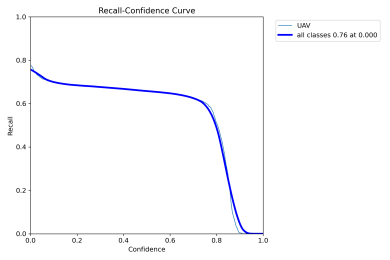 Recall-Confidence Curve
1.0
0.8
0.6
0.4
0.2
0.0
Recall
0.0 0.2 0.4 0.6 0.8 1.0
Confidence
UAV
all classes 0.76 at 0.000